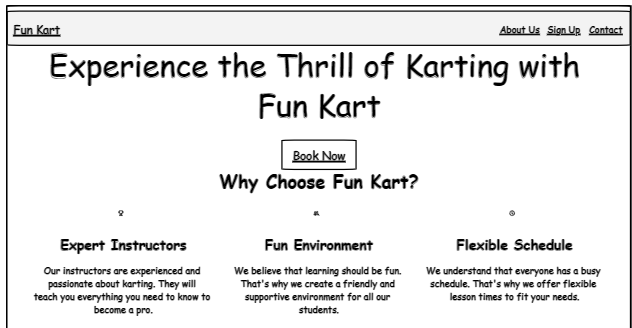 Fun Kart
About Us Sign Up Contact
Experience the Thrill of Karting with
Fun Kart
Book Now
Why Choose Fun Kart?
Expert Instructors
Our instructors are experienced and
passionate about karting. They will
teach you everything you need to know to
become a pro.
Fun Environment
We believe that learning should be fun.
That's why we create a friendly and
supportive environment for all our
students.
Flexible Schedule
We understand that everyone has a busy
schedule. That's why we offer flexible
lesson times to fit your needs.